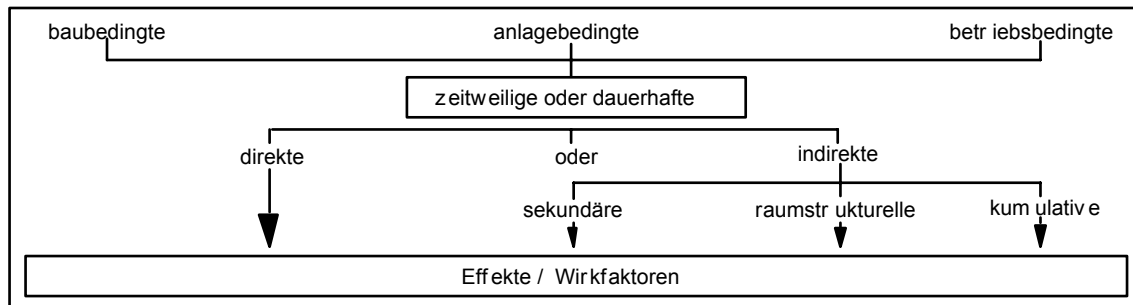 baubedingte anlagebedingte betriebsbedingte
zeitweilige oder dauerhafte
direkte oder indirekte
sekundäre raumstrukturelle kumulative
Effekte / Wirkfaktoren